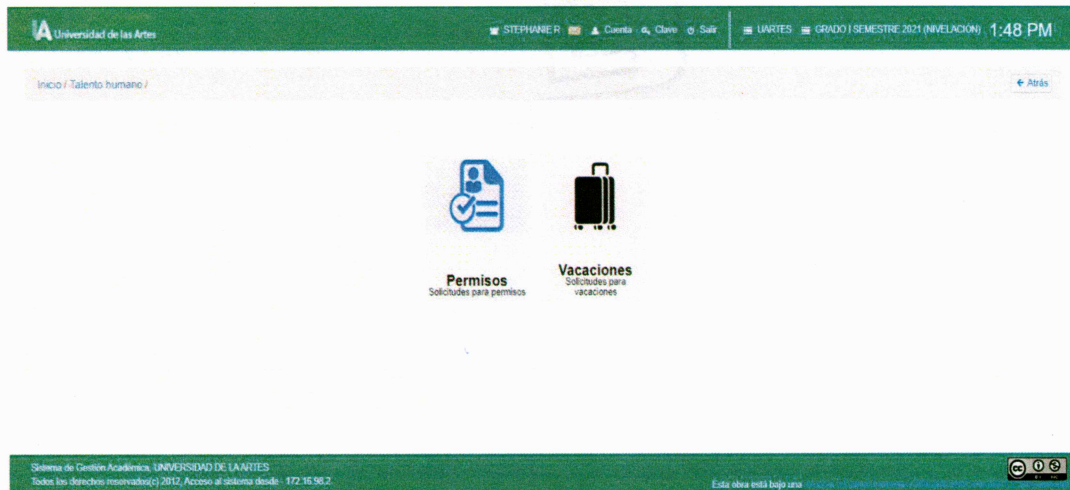 UA Universidad de las Artes
STEPHANIE R Cuenta Clave Salir UARTES GRADO I SEMESTRE 2021 (NIVELACIÓN) 1:48 PM
Inicio / Talento humano /
Atrás
Permisos
Solicitudes para permisos
Vacaciones
Solicitudes para
vacaciones
Sistema de Gestión Académica, UNIVERSIDAD DE LA ARTES
Todos los derechos reservados(c) 2012, Acceso al sistema desde - 172.16.98.2
Esta obra está bajo una